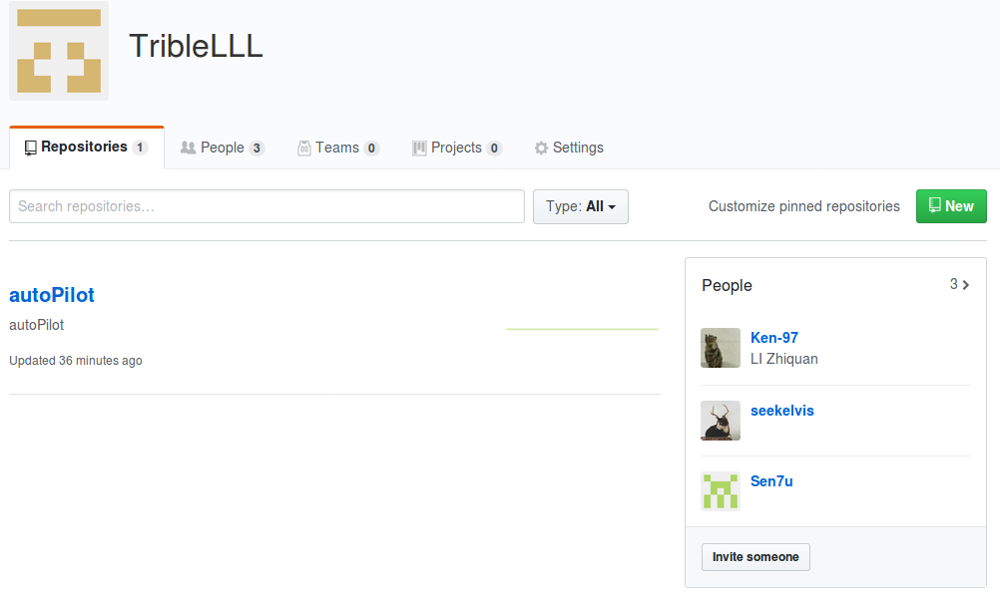 TribleLLL
Repositories 1 People 3 Teams 0 Projects 0 Settings
Search repositories… Type: All Customize pinned repositories New
autoPilot
autoPilot
Updated 36 minutes ago
People 3
Ken-97
LI Zhiquan
seekelvis
Sen7u
Invite someone